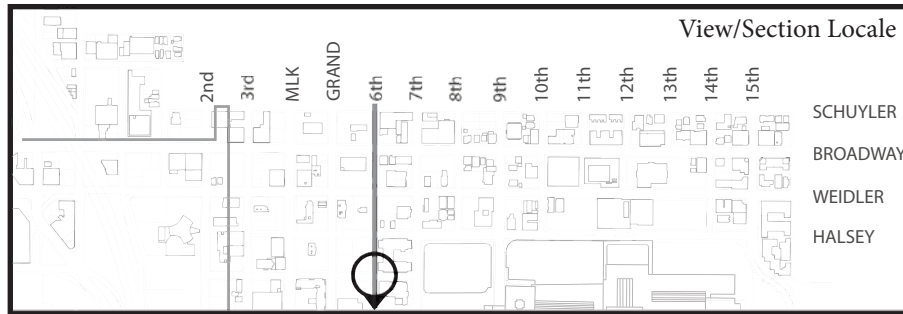 View/Section Locale
2nd
3rd
MLK
GRAND
6th
7th
8th
9th
10th
11th
12th
13th
14th
15th
SCHUYLER
BROADWAY
WEIDLER
HALSEY